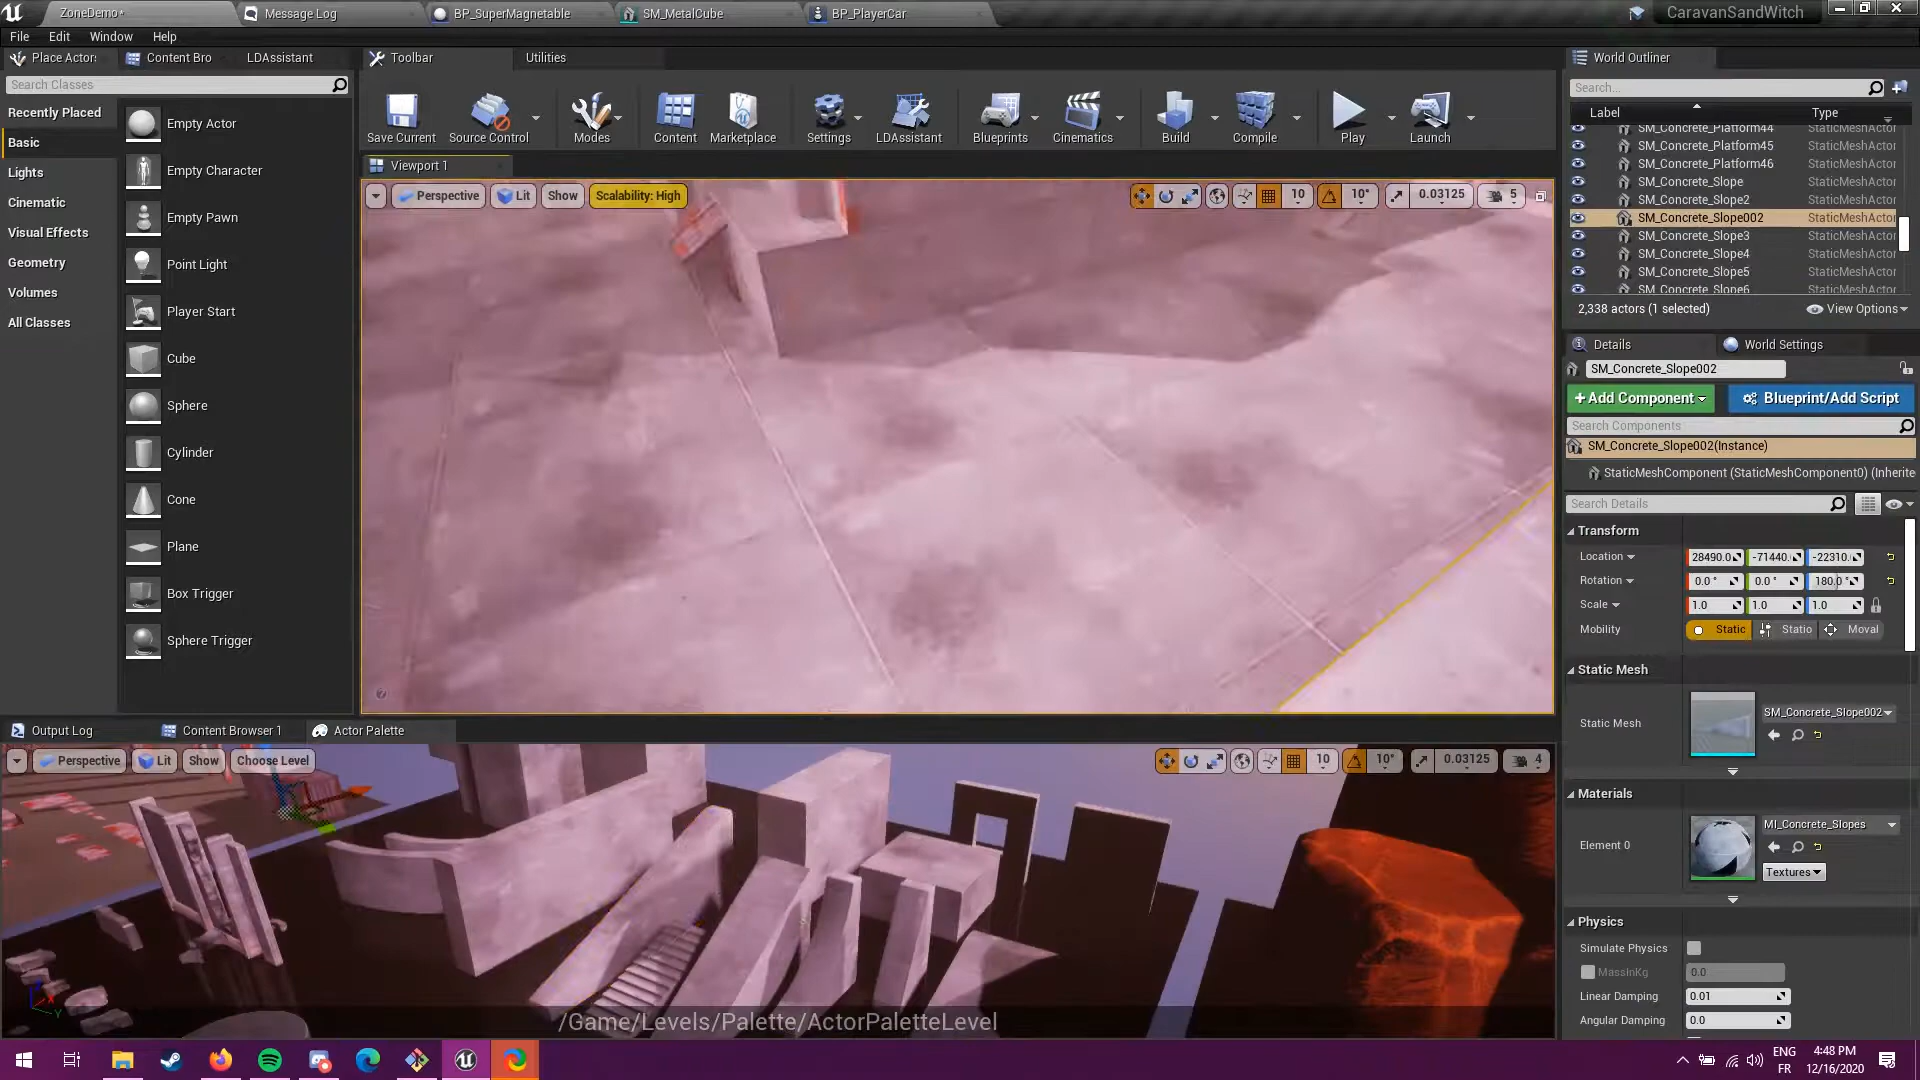 ZoneDemo*
Message Log
BP_SuperMagnetable
SM_MetalCube
BP_PlayerCar
CaravanSandWitch
File
Edit
Window
Help
Place Actors
Content Bro
LDAssistant
Search Classes
Recently Placed
Basic
Lights
Cinematic
Visual Effects
Geometry
Volumes
All Classes
Empty Actor
Empty Character
Empty Pawn
Point Light
Player Start
Cube
Sphere
Cylinder
Cone
Plane
Box Trigger
Sphere Trigger
Toolbar
Utilities
Save Current
Source Control
Modes
Content
Marketplace
Settings
LDAssistant
Blueprints
Cinematics
Build
Compile
Play
Launch
Viewport 1
Perspective
Lit
Show
Scalability: High
10
10°
0.03125
5
World Outliner
Search...
Label
Type
SM_Concrete_Platform44 StaticMeshActor
SM_Concrete_Platform45 StaticMeshActor
SM_Concrete_Platform46 StaticMeshActor
SM_Concrete_Slope StaticMeshActor
SM_Concrete_Slope2 StaticMeshActor
SM_Concrete_Slope002 StaticMeshActor
SM_Concrete_Slope3 StaticMeshActor
SM_Concrete_Slope4 StaticMeshActor
SM_Concrete_Slope5 StaticMeshActor
SM_Concrete_Slope6 StaticMeshActor
2,338 actors (1 selected)
View Options
Details
World Settings
SM_Concrete_Slope002
+Add Component
Blueprint/Add Script
Search Components
SM_Concrete_Slope002(Instance)
StaticMeshComponent (StaticMeshComponent0) (Inherite
Search Details
Transform
Location 28490.0 -71440. -22310.
Rotation 0.0 ° 0.0 ° 180.0 °
Scale 1.0 1.0 1.0
Mobility Static Statio Moval
Static Mesh
Static Mesh
SM_Concrete_Slope002
Materials
Element 0
MI_Concrete_Slopes
Textures
Physics
Simulate Physics
MassInKg 0.0
Linear Damping 0.01
Angular Damping 0.0
Output Log
Content Browser 1
Actor Palette
Perspective
Lit
Show
Choose Level
10
10°
0.03125
4
/Game/Levels/Palette/ActorPaletteLevel
ENG
FR
4:48 PM
12/16/2020